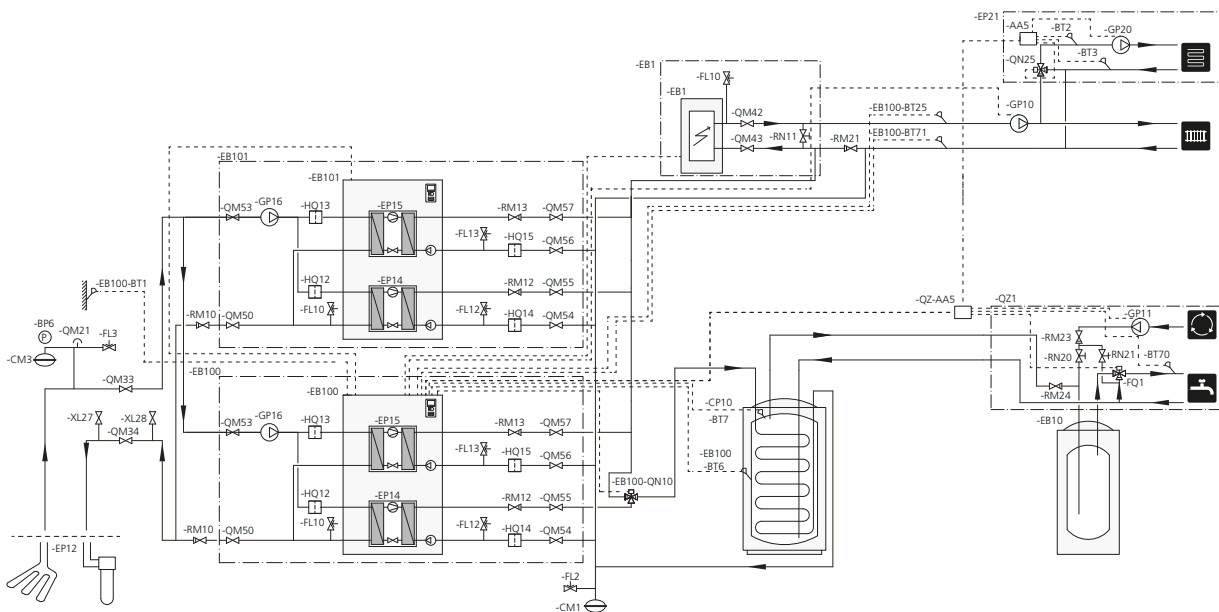 -EP21
-AA5
-BT2
-GP20
-BT3
-QN25
-EB1
-FL10
-EB1
-QM42
-EB100-BT25
-GP10
-QM43
-RN11
-RM21
-EB100-BT71
-EB101
-EB101
-QM53
-GP16
-HQ13
-EP15
-RM13
-QM57
-FL13
-HQ15
-QM56
-HQ12
-EP14
-RM12
-QM55
-FL10
-FL12
-RM10
-QM50
-HQ14
-QM54
-EB100-BT1
-BP6
P
-QM21
-FL3
-CM3
-QM33
-XL27
-XL28
-QM34
-EB100
-EB100
-QM53
-GP16
-HQ13
-EP15
-RM13
-QM57
-FL13
-HQ15
-QM56
-HQ12
-EP14
-RM12
-QM55
-FL10
-FL12
-RM10
-QM50
-HQ14
-QM54
-EB100-QN10
-EP12
-FL2
-CM1
-CP10
-BT7
-EB100
-BT6
-QZ-AA5
-QZ1
-GP11
-RM23
-RN20
-RN21
-BT70
-FQ1
-RM24
-EB10